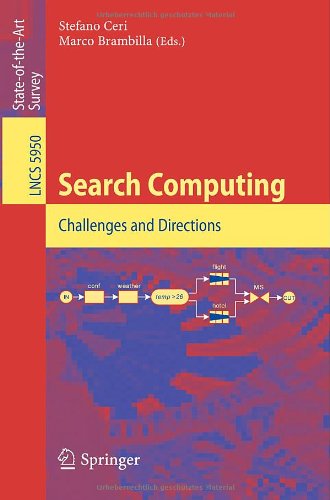 Urheberrechtlich geschütztes Material
Stefano Ceri
Marco Brambilla (Eds.)
State-of-the-Art
Survey
LNCS 5950
Search Computing
Challenges and Directions
flight
conf
weather
MS
IN
temp > 26
OUT
hotel
Springer
Urheberrechtlich geschütztes Material